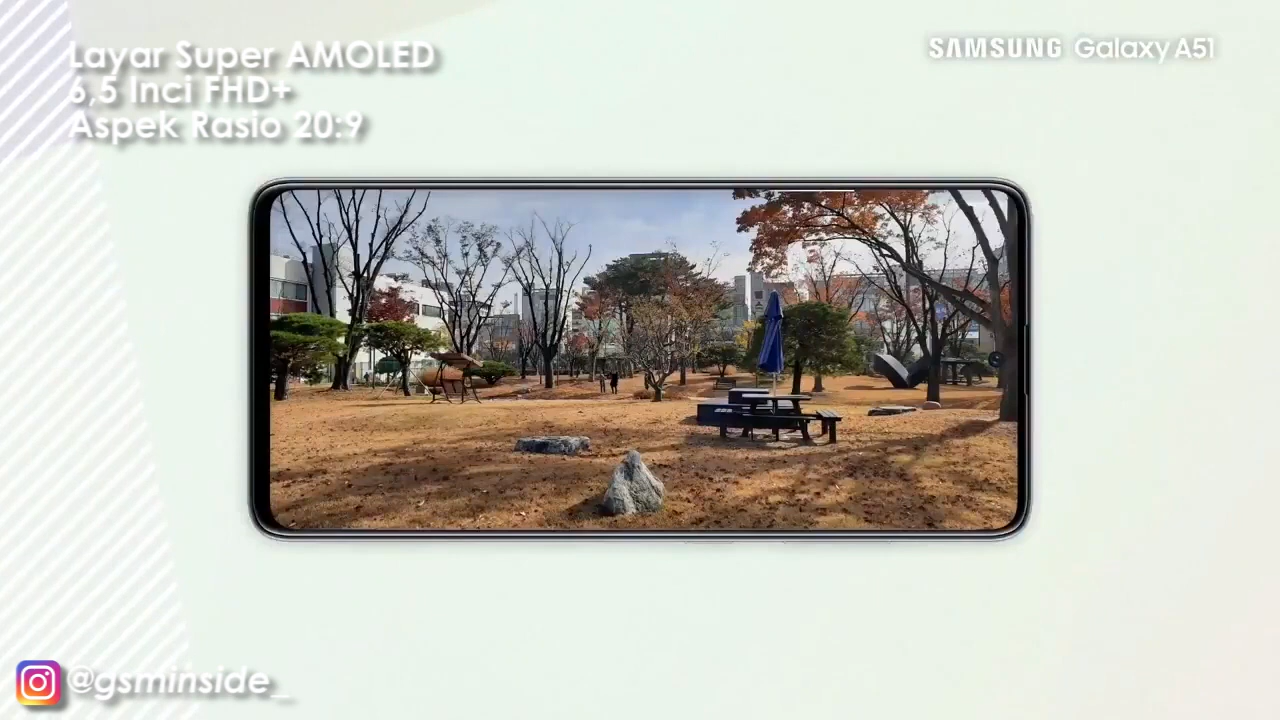 Layar Super AMOLED
6,5 Inci FHD+
Aspek Rasio 20:9
SAMSUNG Galaxy A51
@gsminside_